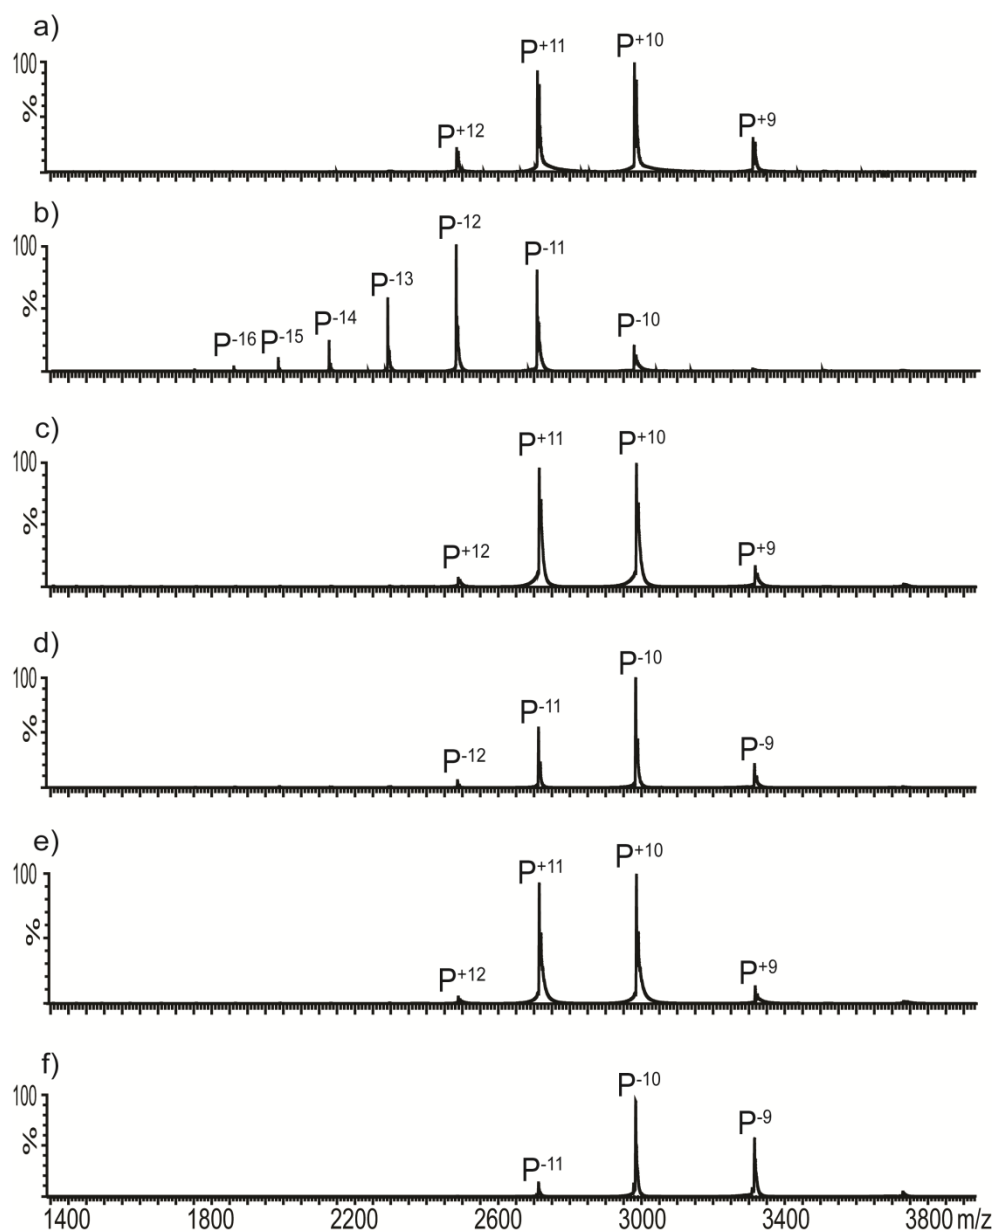 a)
100
%
P+12
P+11
P+10
P+9
b)
100
%
P-16
P-15
P-14
P-13
P-12
P-11
P-10
c)
100
%
P+12
P+11
P+10
P+9
d)
100
%
P-12
P-11
P-10
P-9
e)
100
%
P+12
P+11
P+10
P+9
f)
100
%
P-11
P-10
P-9
1400 1800 2200 2600 3000 3400 3800 m/z